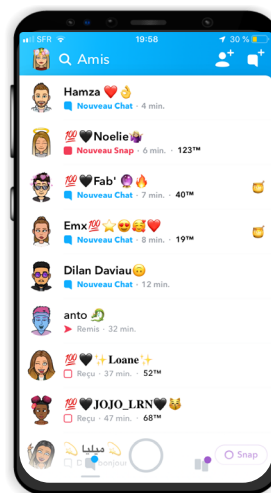 SFR 19:58 30 %
Amis
Hamza ❤️👌
Nouveau Chat · 4 min.
💯🖤Noelie🤷‍♀️
Nouveau Snap · 6 min. · 123™
💯🖤Fab' 🔮🔥
Nouveau Chat · 7 min. · 40™
Emx💯⭐😍🥰❤️
Nouveau Chat · 8 min. · 19™
Dilan Daviau🙃
Nouveau Chat · 12 min.
anto 🐉
Remis · 32 min.
💯🖤✨Loane✨
Reçu · 37 min. · 52™
💯🖤JOJO_LRN🖤😽
Reçu · 47 min. · 68™
Snap